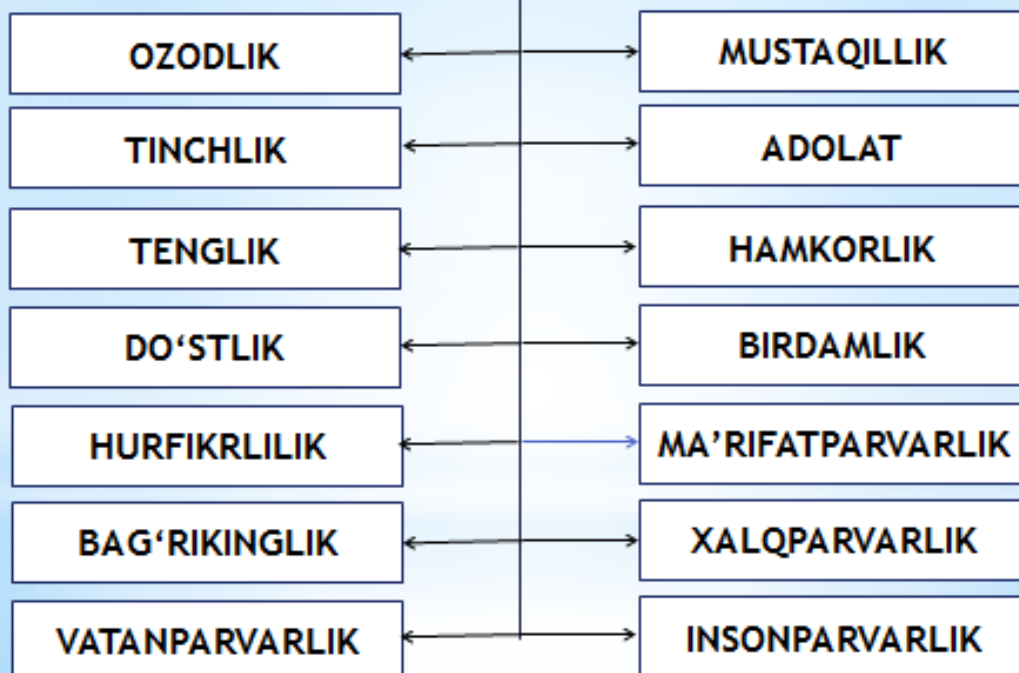 OZODLIK
MUSTAQILLIK
TINCHLIK
ADOLAT
TENGLIK
HAMKORLIK
DO‘STLIK
BIRDAMLIK
HURFIKRLILIK
MA’RIFATPARVARLIK
BAG‘RIKINGLIK
XALQPARVARLIK
VATANPARVARLIK
INSONPARVARLIK